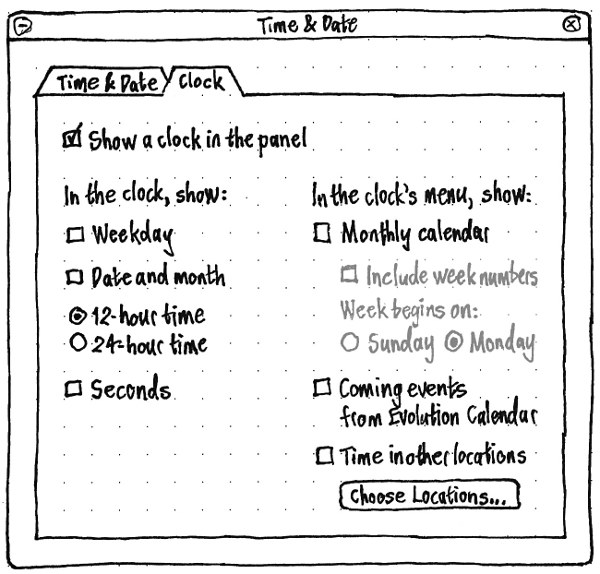 Time & Date
Time & Date
Clock
Show a clock in the panel
In the clock, show:
Weekday
Date and month
12-hour time
24-hour time
Seconds
In the clock's menu, show:
Monthly calendar
Include week numbers
Week begins on:
Sunday Monday
Coming events
from Evolution Calendar
Time in other locations
Choose Locations...